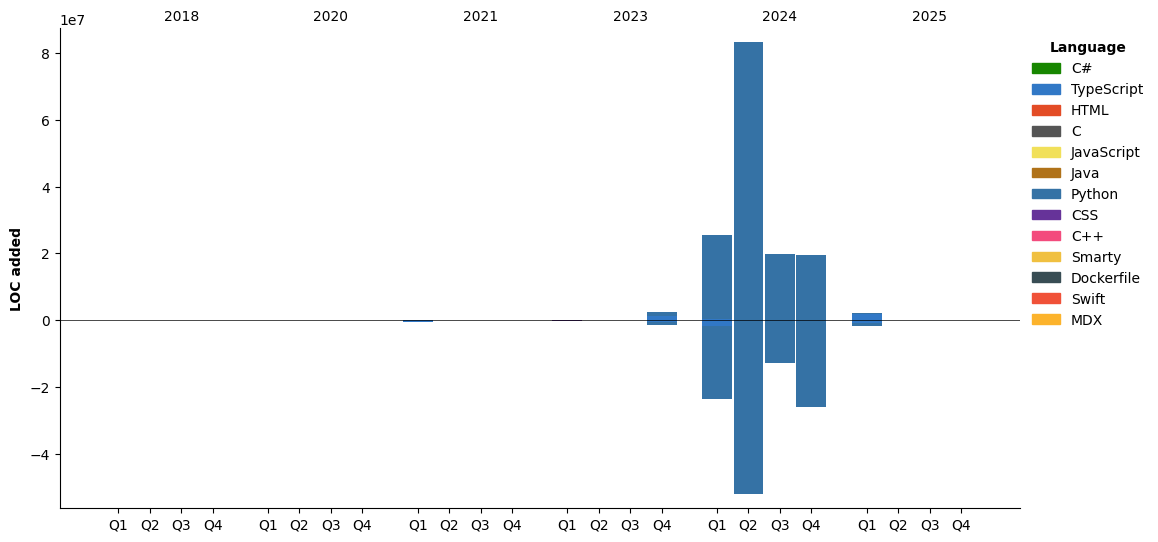 2018 2020 2021 2023 2024 2025
1e7
8
6
4
2
0
−2
−4
LOC added
Q1 Q2 Q3 Q4 Q1 Q2 Q3 Q4 Q1 Q2 Q3 Q4 Q1 Q2 Q3 Q4 Q1 Q2 Q3 Q4 Q1 Q2 Q3 Q4
Language
C#
TypeScript
HTML
C
JavaScript
Java
Python
CSS
C++
Smarty
Dockerfile
Swift
MDX